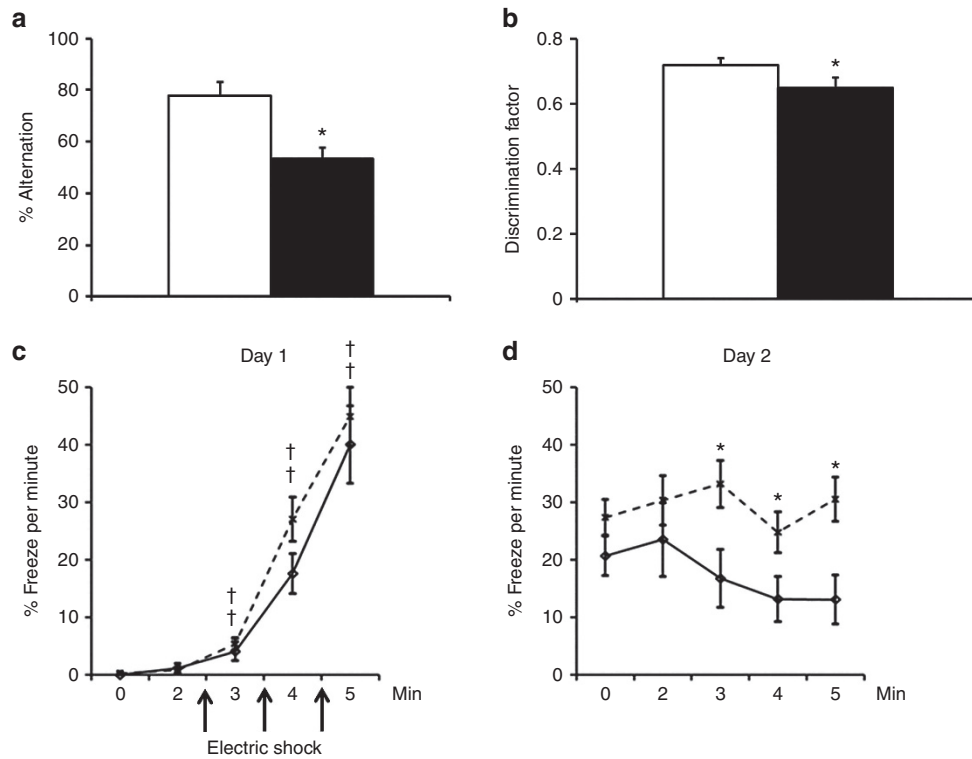 a
100
80
60
40
20
0
% Alternation
*
b
0.8
0.6
0.4
0.2
0
Discrimination factor
*
c
Day 1
50
40
30
20
10
0
% Freeze per minute
† † †
† † †
0 2 3 4 5 Min
Electric shock
d
Day 2
50
40
30
20
10
0
% Freeze per minute
* * *
0 2 3 4 5 Min